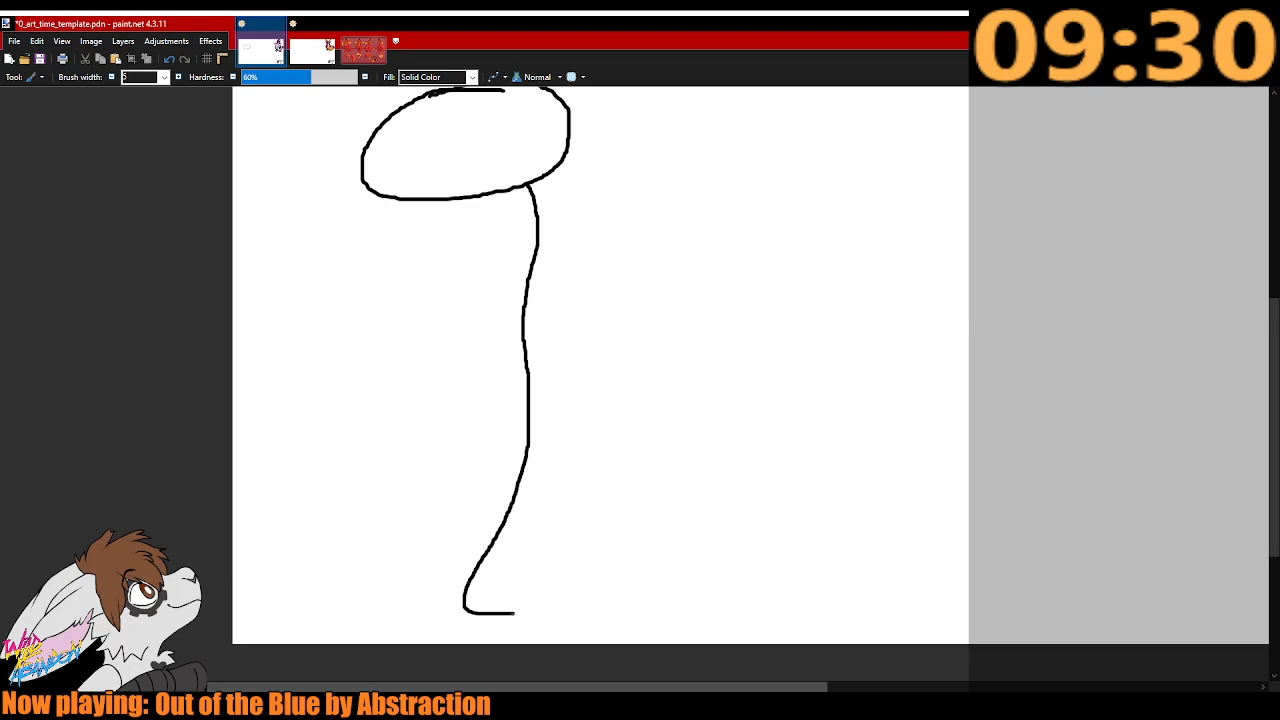 *0_art_time_template.pdn - paint.net 4.3.11
09:30
File Edit View Image Layers Adjustments Effects
Tool: Brush width: 5 Hardness: 60% Fill: Solid Color Normal
Now playing: Out of the Blue by Abstraction